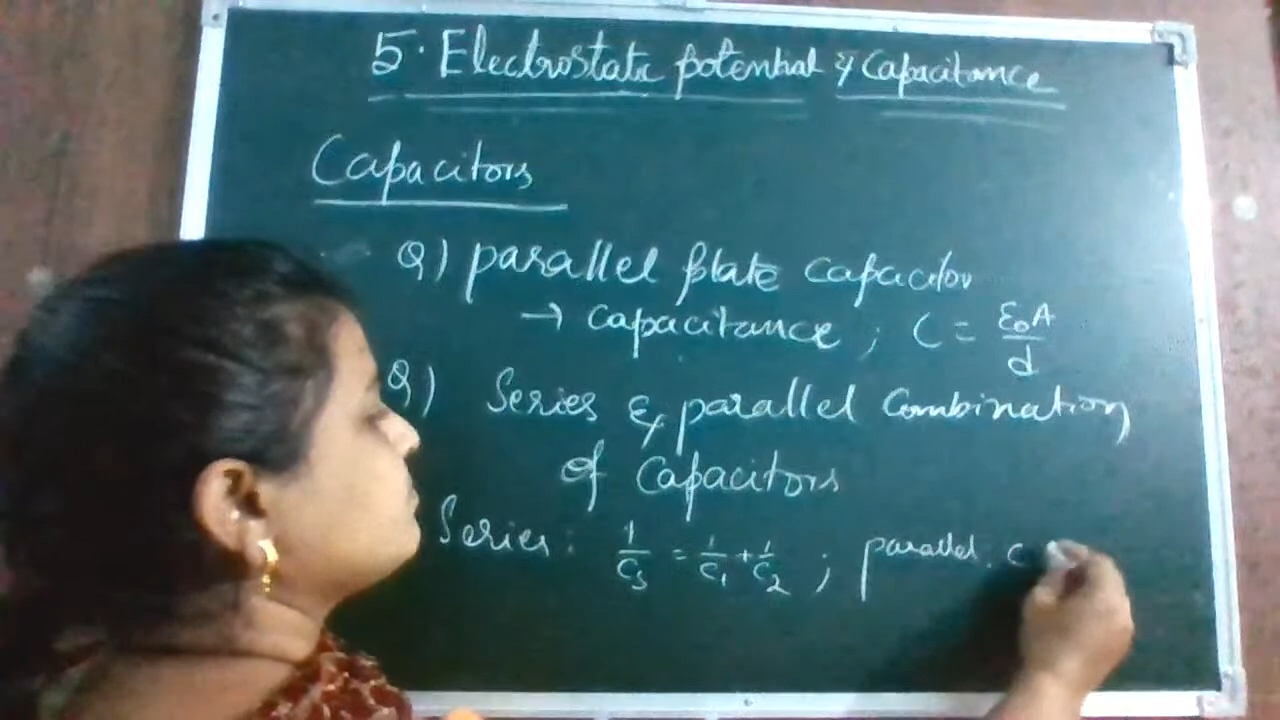 5. Electrostatic potential & Capacitance
Capacitors
Q) parallel plate capacitor
→ capacitance ; C = ε₀A/d
Q) Series & parallel Combination
of Capacitors
Series : 1/Cs = 1/C₁ + 1/C₂ ; parallel. C